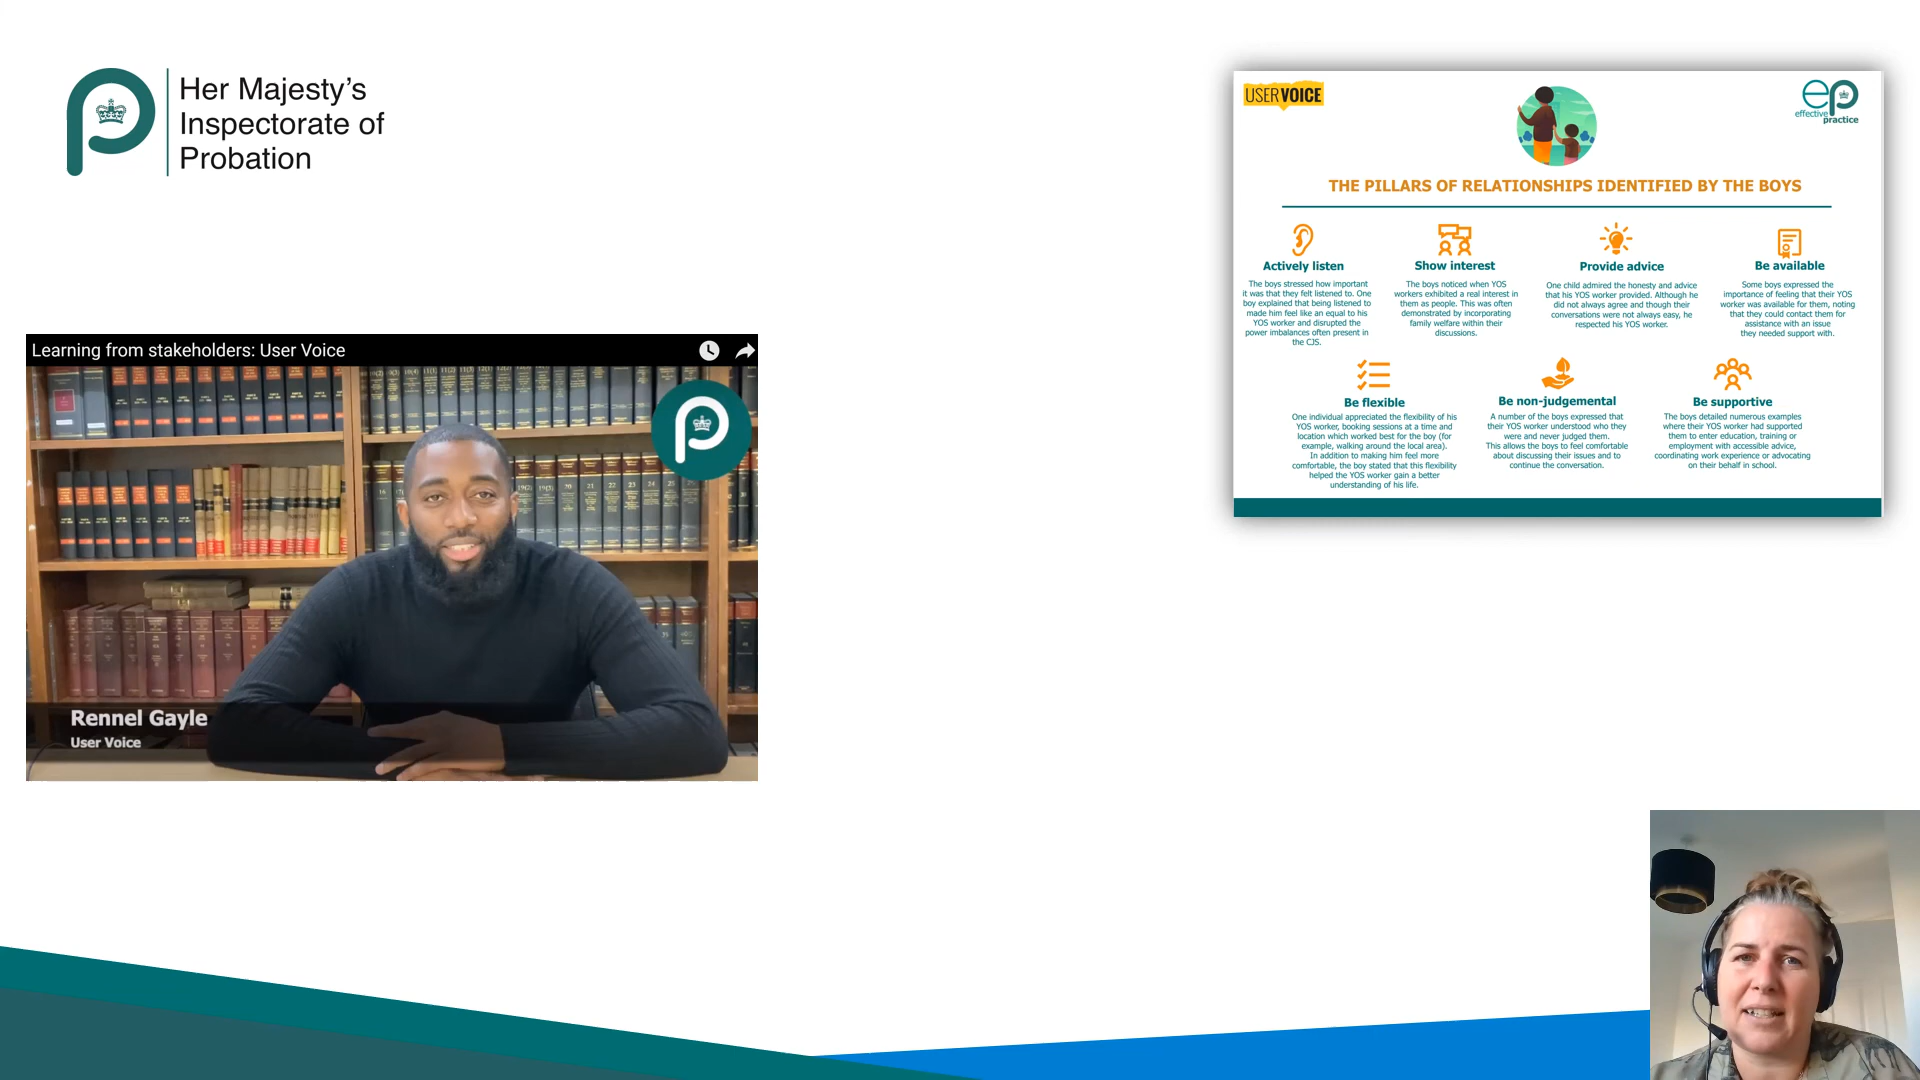 Her Majesty's
Inspectorate of
Probation
Learning from stakeholders: User Voice
Rennel Gayle
User Voice
USERVOICE
effective
practice
THE PILLARS OF RELATIONSHIPS IDENTIFIED BY THE BOYS
Actively listen
The boys stressed how important
it was that they felt listened to. One
boy explained that being listened to
made him feel like an equal to his
YOS worker and disrupted the
power imbalances often present in
the CJS.
Show interest
The boys noticed when YOS
workers exhibited a real interest in
them as people. This was often
demonstrated by incorporating
family welfare within their
discussions.
Provide advice
One child admired the honesty and advice
that his YOS worker provided. Although he
did not always agree and though their
conversations were not always easy, he
respected his YOS worker.
Be available
Some boys expressed the
importance of feeling that their YOS
worker was available for them, noting
that they could contact them for
assistance with an issue
they needed support with.
Be flexible
One individual appreciated the flexibility of his
YOS worker, booking sessions at a time and
location which worked best for the boy (for
example, walking around the local area).
In addition to making him feel more
comfortable, the boy stated that this flexibility
helped the YOS worker gain a better
understanding of his life.
Be non-judgemental
A number of the boys expressed that
their YOS worker understood who they
were and never judged them.
This allows the boys to feel comfortable
about discussing their issues and to
continue the conversation.
Be supportive
The boys detailed numerous examples
where their YOS worker had supported
them to enter education, training or
employment with accessible advice,
coordinating work experience or advocating
on their behalf in school.